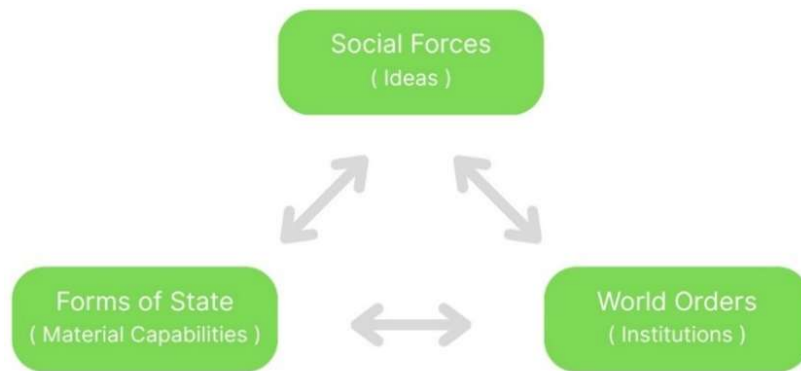 Social Forces
( Ideas )
Forms of State
( Material Capabilities )
World Orders
( Institutions )